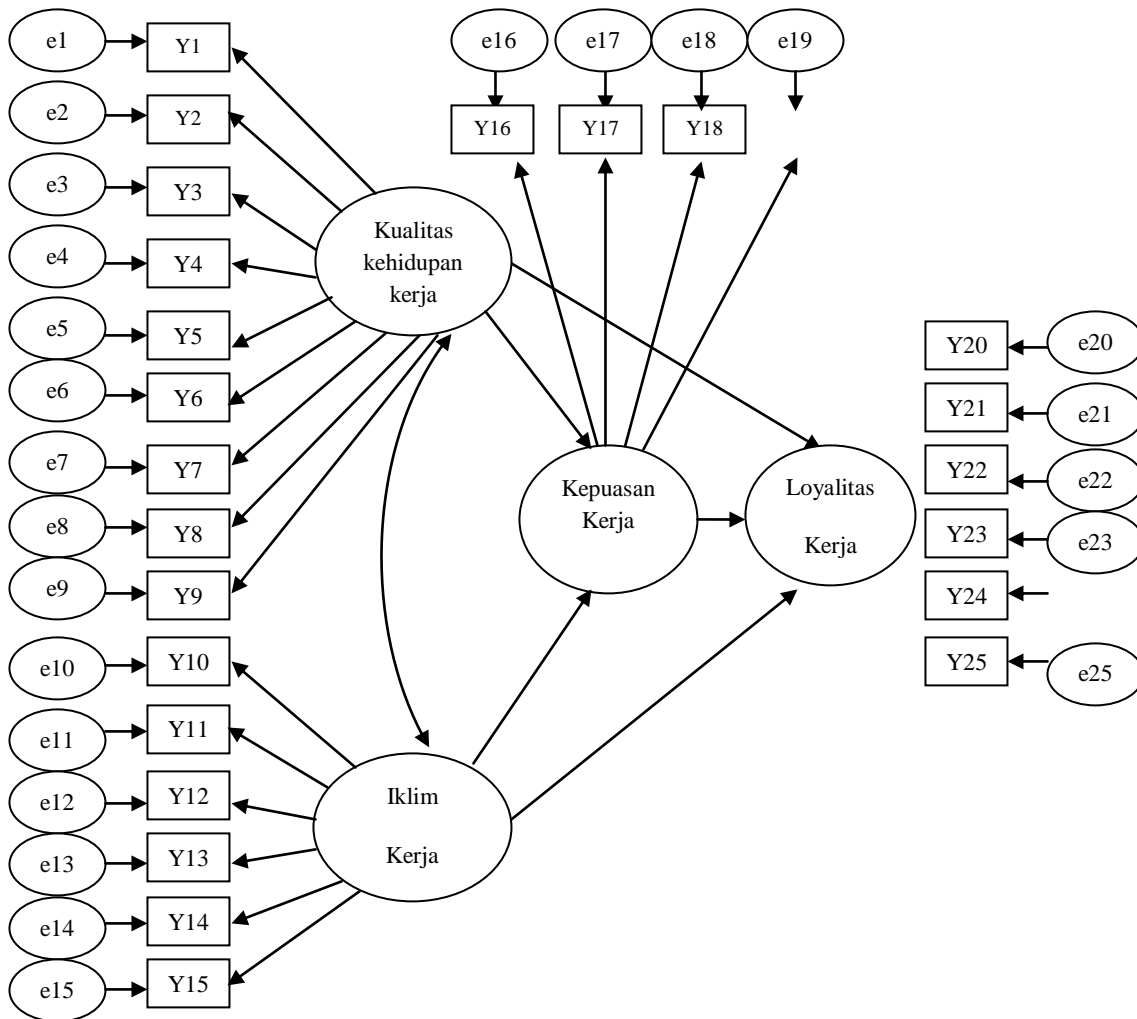 e1
Y1
e2
Y2
e3
Y3
e4
Y4
e5
Y5
e6
Y6
e7
Y7
e8
Y8
e9
Y9
e10
Y10
e11
Y11
e12
Y12
e13
Y13
e14
Y14
e15
Y15
Kualitas
kehidupan
kerja
Iklim
Kerja
e16
e17
e18
e19
Y16
Y17
Y18
Kepuasan
Kerja
Loyalitas
Kerja
Y20
e20
Y21
e21
Y22
e22
Y23
e23
Y24
Y25
e25